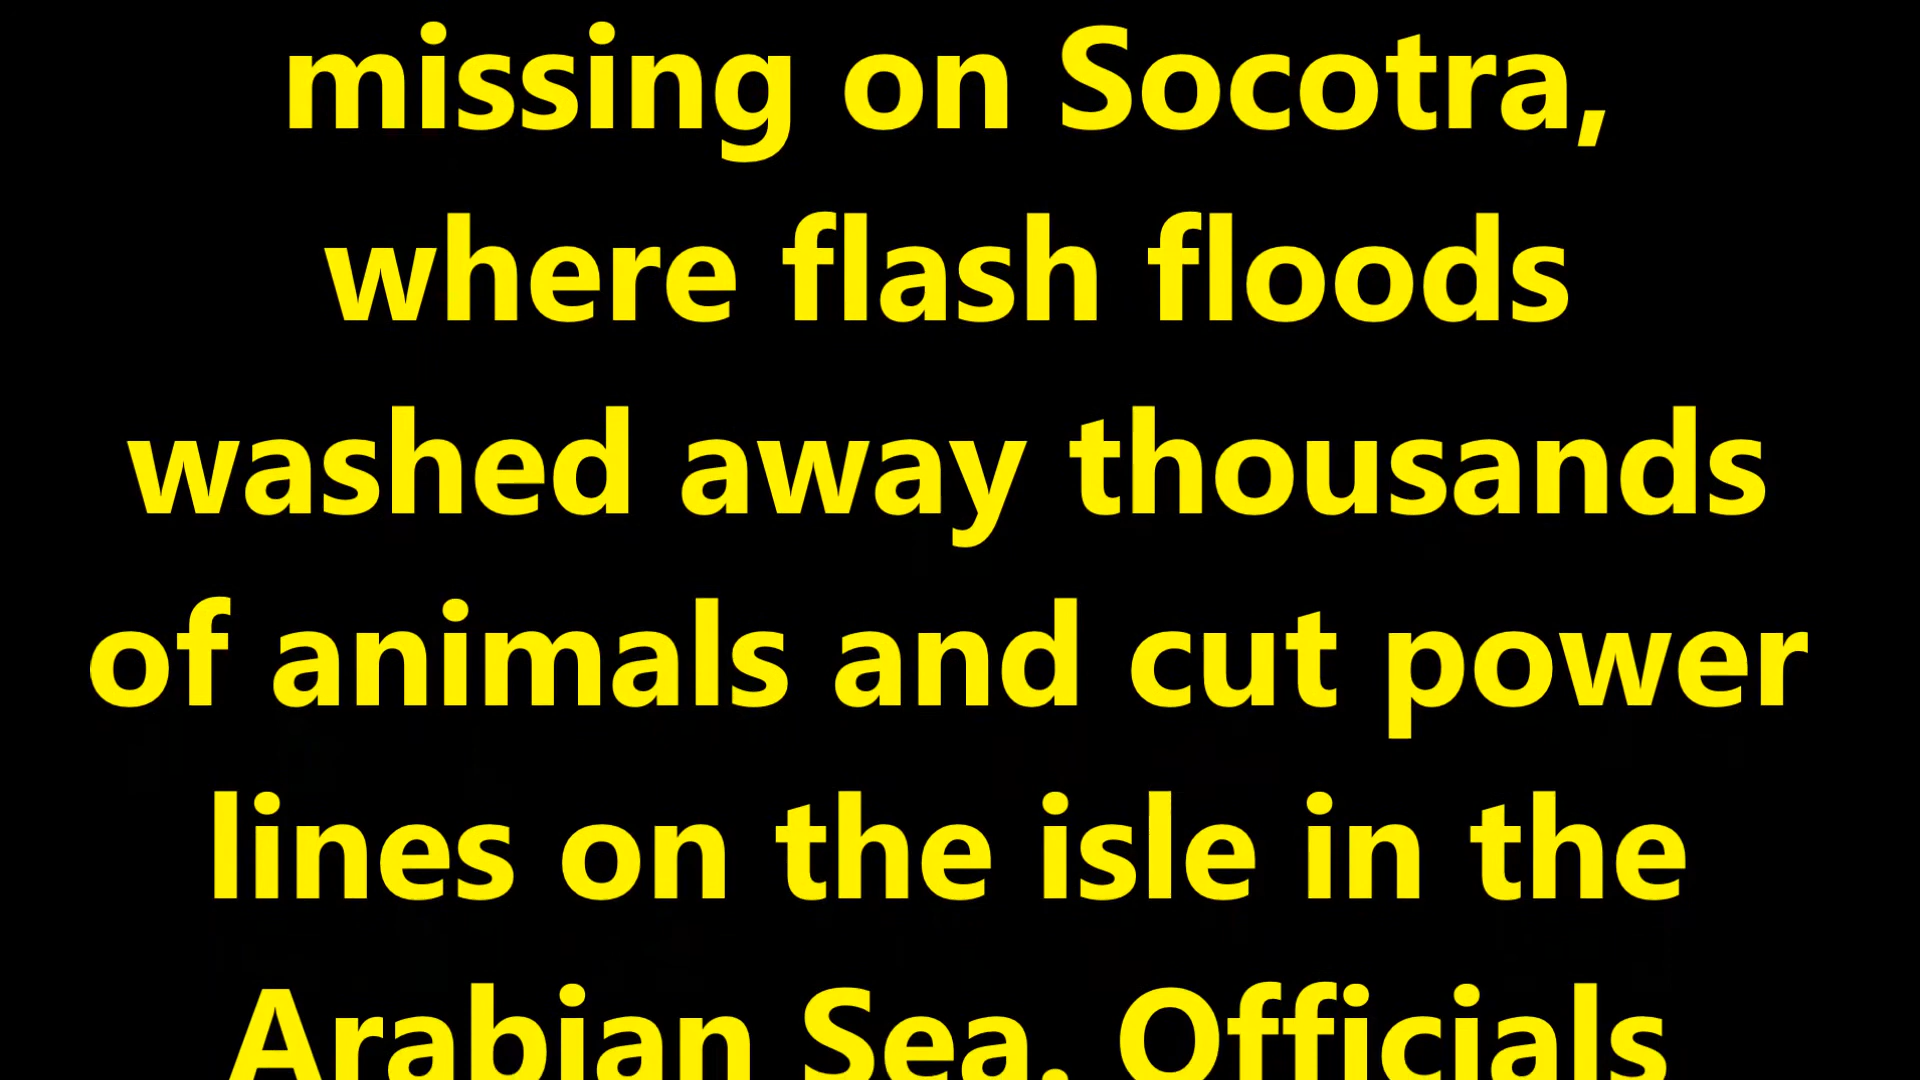 missing on Socotra,
where flash floods
washed away thousands
of animals and cut power
lines on the isle in the
Arabian Sea. Officials